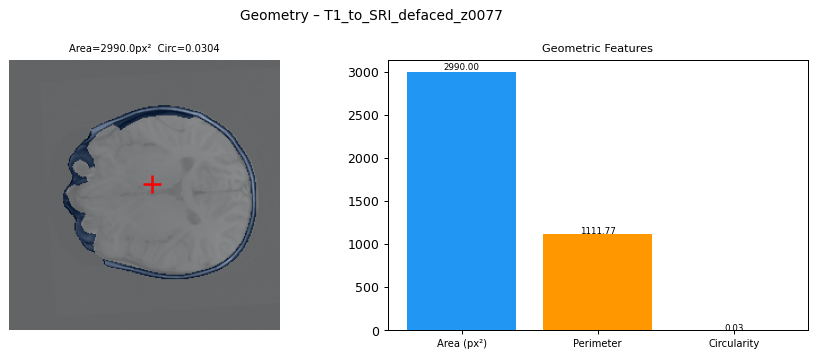 Geometry – T1_to_SRI_defaced_z0077
Area=2990.0px²  Circ=0.0304
Geometric Features
3000
2500
2000
1500
1000
500
0
2990.00
1111.77
0.03
Area (px²)
Perimeter
Circularity